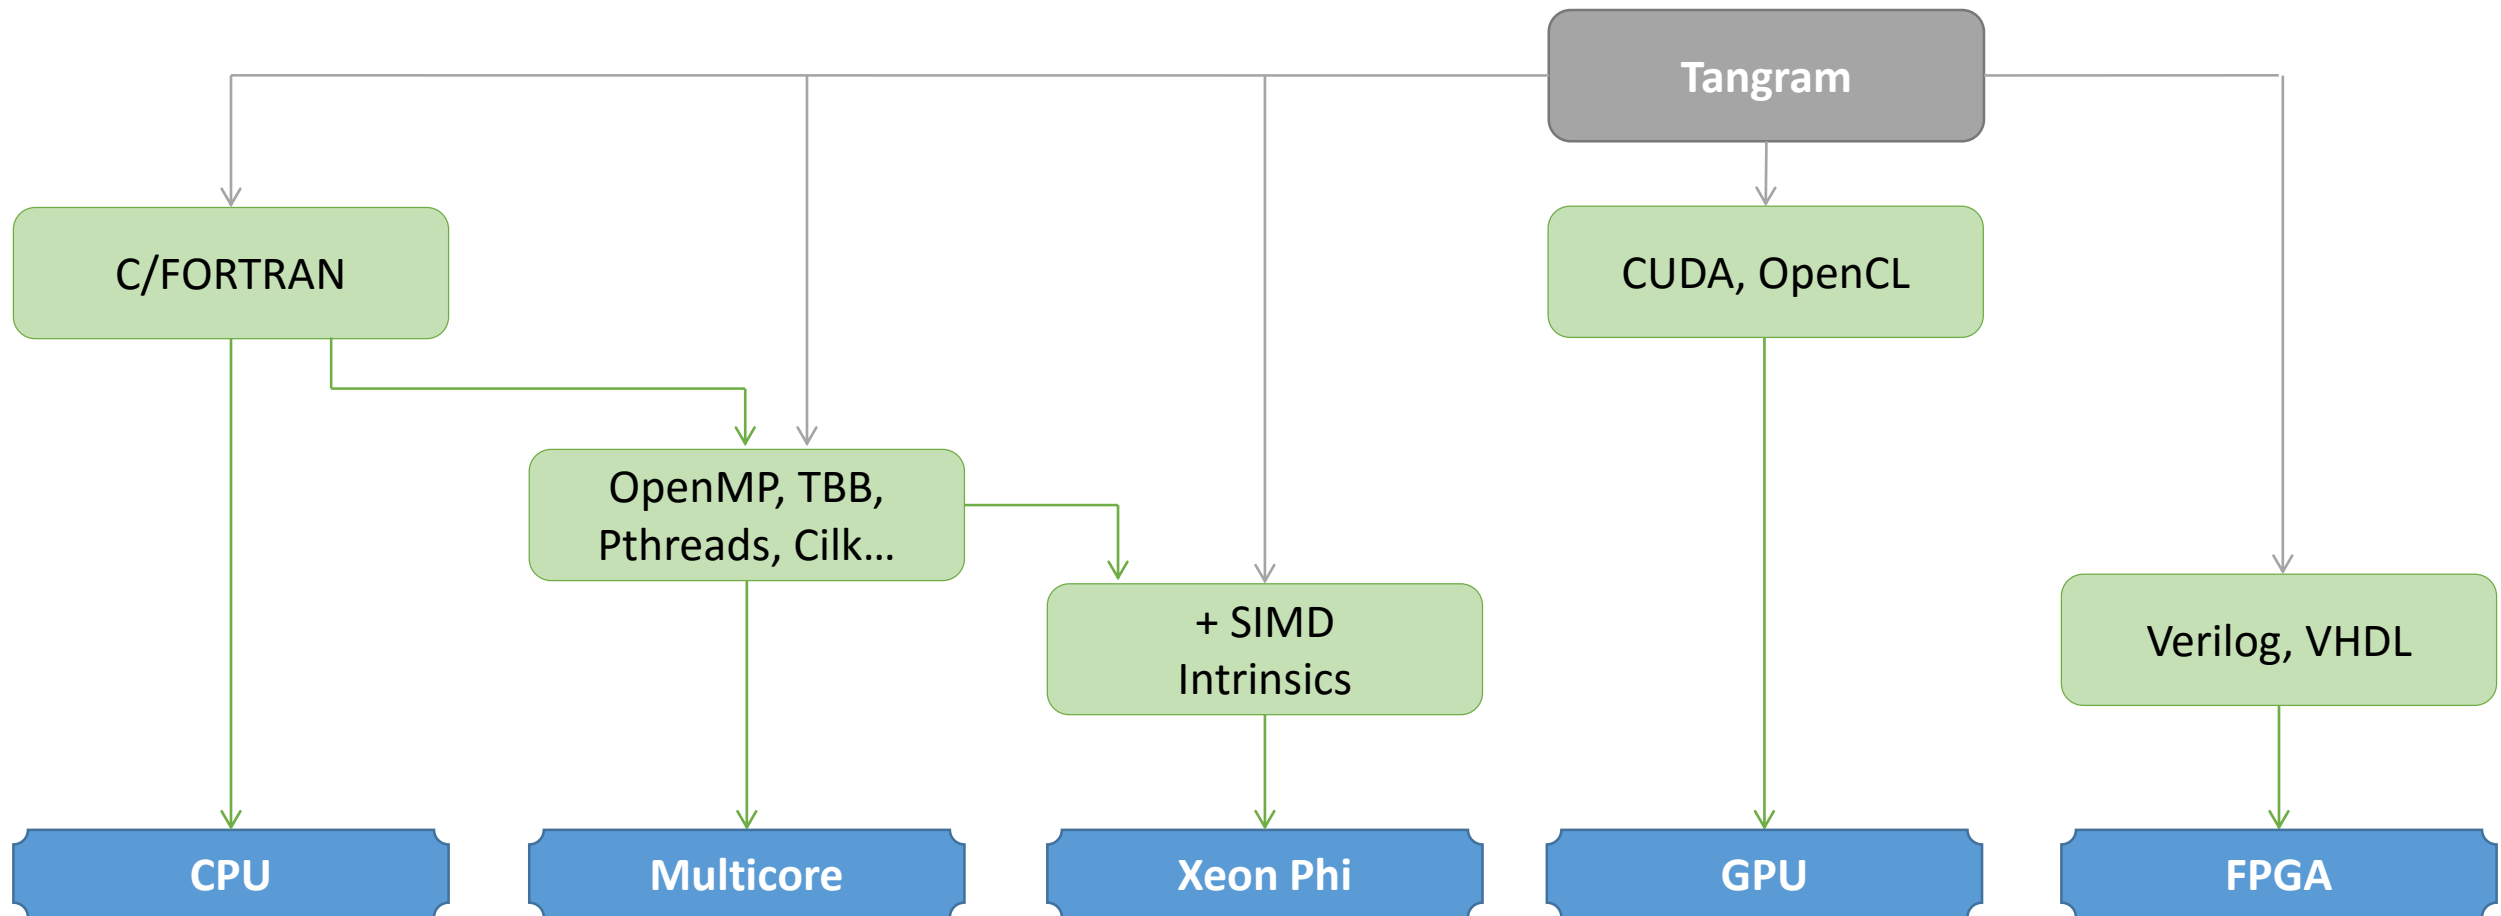 Tangram
C/FORTRAN
CUDA, OpenCL
OpenMP, TBB,
Pthreads, Cilk…
+ SIMD
Intrinsics
Verilog, VHDL
CPU
Multicore
Xeon Phi
GPU
FPGA